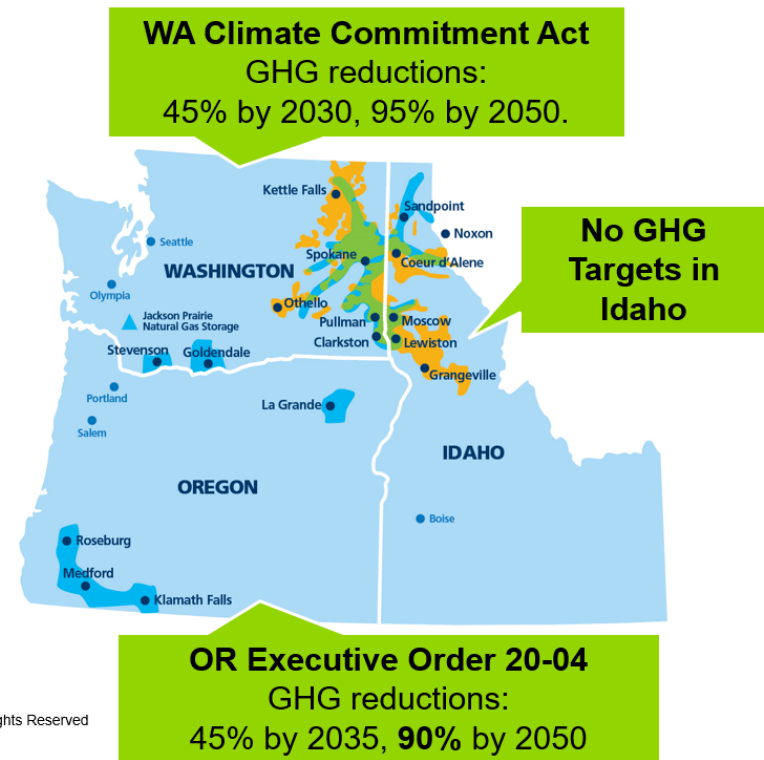 WA Climate Commitment Act
GHG reductions:
45% by 2030, 95% by 2050.
Kettle Falls
Sandpoint
Noxon
Seattle
Spokane
Coeur d'Alene
WASHINGTON
No GHG
Targets in
Idaho
Olympia
Othello
Jackson Prairie
Natural Gas Storage
Pullman
Moscow
Clarkston
Lewiston
Stevenson
Goldendale
Grangeville
Portland
La Grande
Salem
IDAHO
OREGON
Boise
Roseburg
Medford
Klamath Falls
OR Executive Order 20-04
GHG reductions:
45% by 2035, 90% by 2050
ghts Reserved